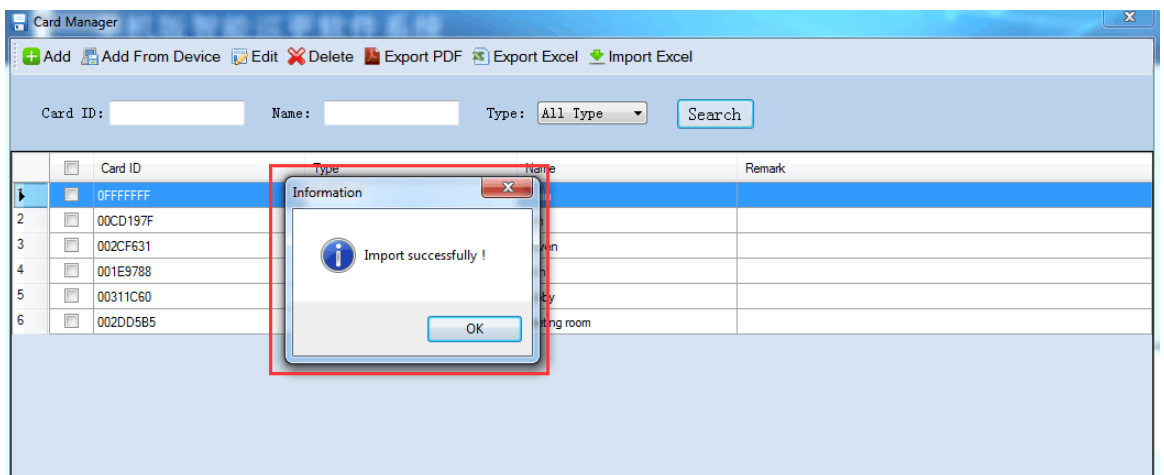 Card Manager
Add Add From Device Edit Delete Export PDF Export Excel Import Excel
Card ID: Name: Type: All Type Search
Card ID Type Name Remark
1 0FFFFFFF
Information
2 00CD197F
3 002CF631
Import successfully !
4 001E9788
5 00311C60
6 002DD5B5 room
OK